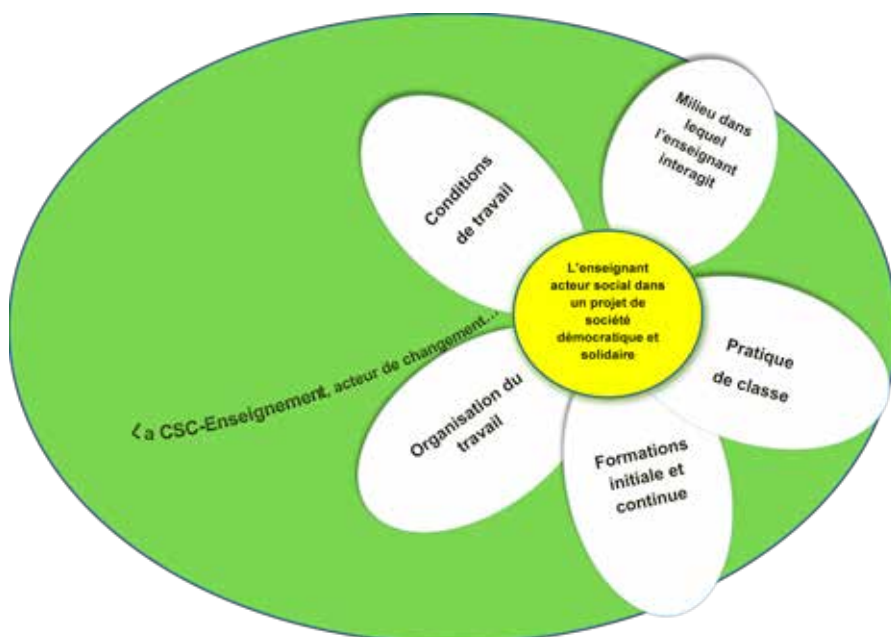 Milieu dans
lequel
l'enseignant
interagit
Conditions
de travail
L'enseignant
acteur social dans
un projet de
société
démocratique et
solidaire
Pratique
de classe
La CSC-Enseignement, acteur de changement...
Organisation du
travail
Formations
initiale et
continue